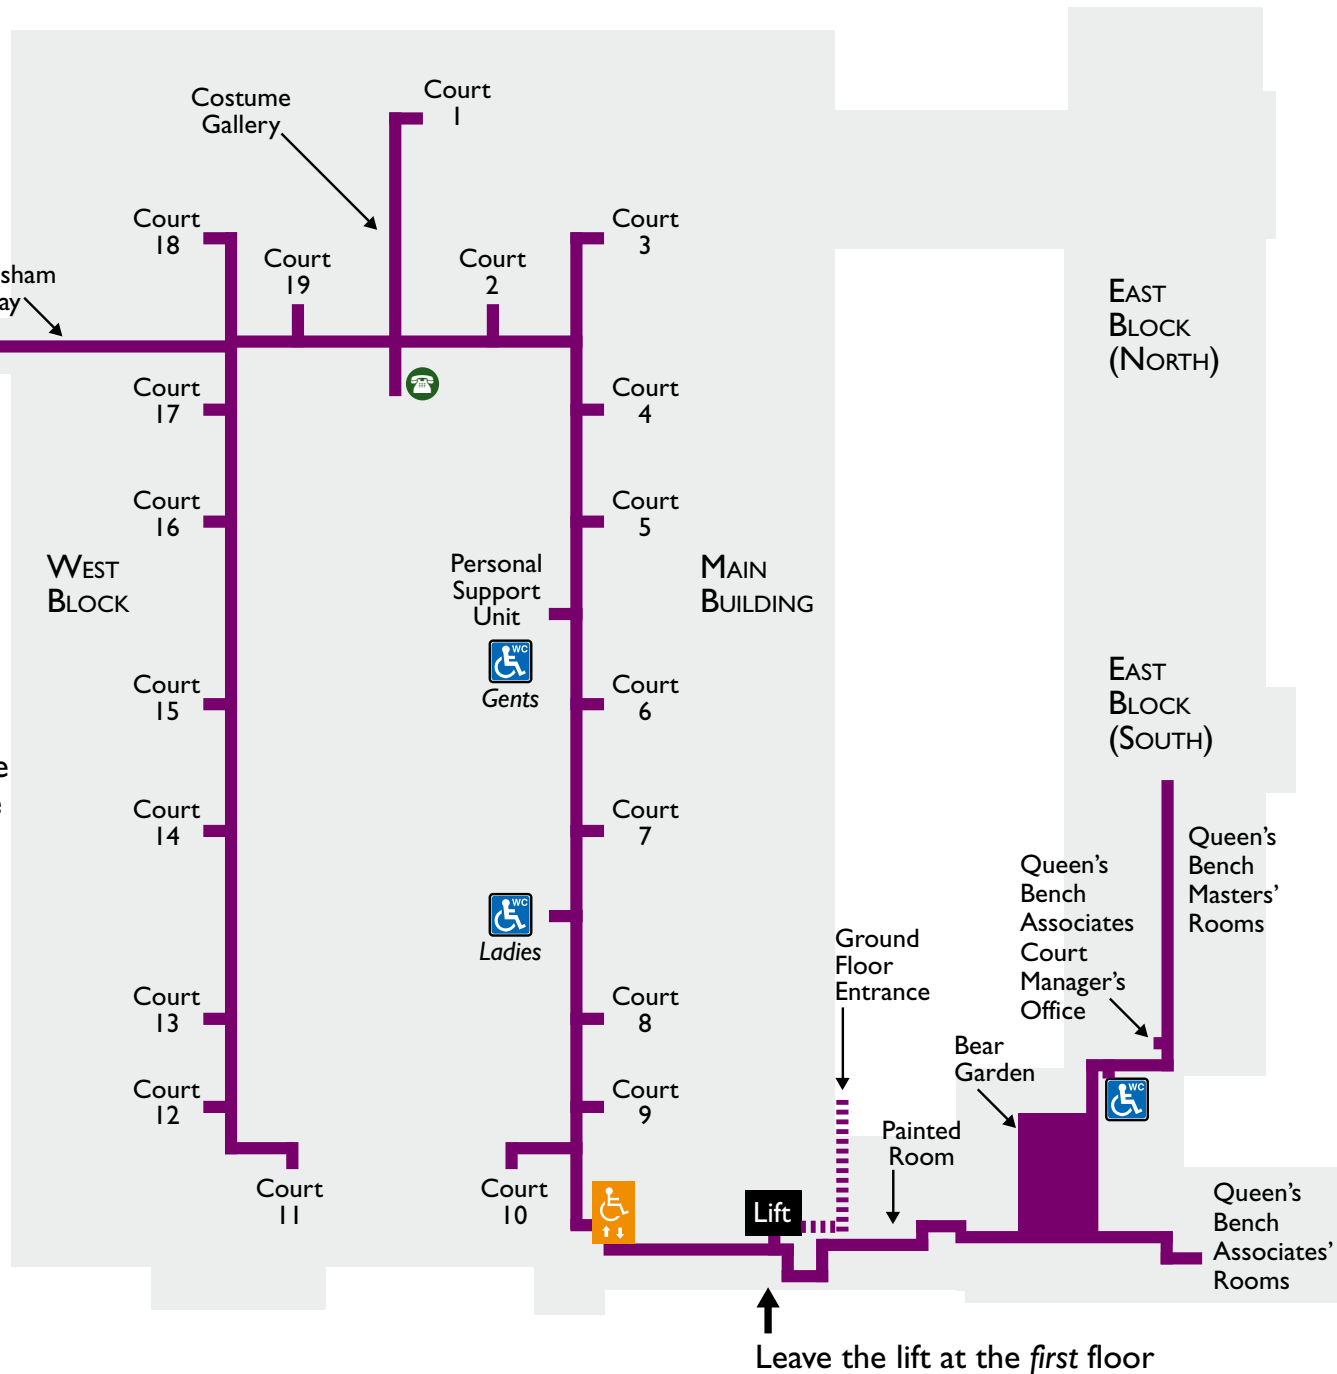 Costume
Gallery
Court
1
Court
18
Court
19
Court
2
Court
3
sham
ay
East
Block
(North)
Court
17
Court
4
Court
16
Court
5
West
Block
Personal
Support
Unit
WC
Gents
Main
Building
Court
15
Court
6
East
Block
(South)
e
Court
14
Court
7
Queen’s
Bench
Masters’
Rooms
Queen’s
Bench
Associates
Court
Manager’s
Office
WC
Ladies
Ground
Floor
Entrance
Court
13
Court
8
Bear
Garden
Court
12
Court
9
WC
Painted
Room
Court
11
Court
10
Lift
Queen’s
Bench
Associates’
Rooms
Leave the lift at the first floor